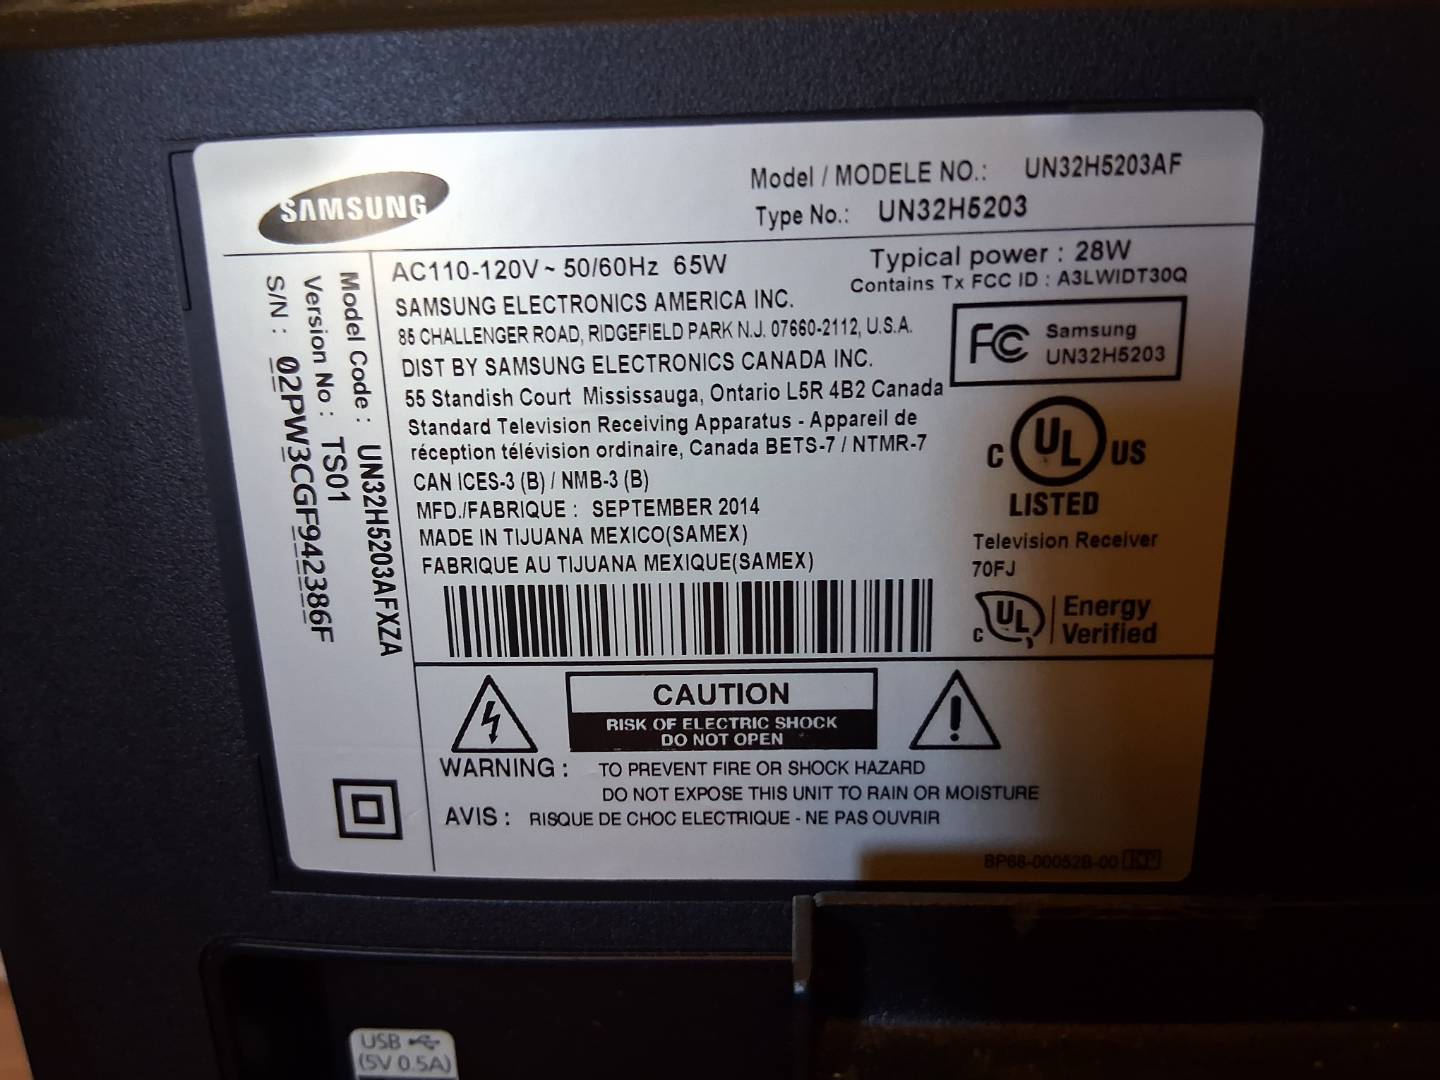 SAMSUNG
Model / MODELE NO.: UN32H5203AF
Type No.: UN32H5203
Model Code : UN32H5203AFXZA
Version No : TS01
S/N : 02PW3CGF942386F
AC110-120V ~ 50/60Hz 65W
Typical power : 28W
Contains Tx FCC ID : A3LWIDT30Q
SAMSUNG ELECTRONICS AMERICA INC.
85 CHALLENGER ROAD, RIDGEFIELD PARK N.J. 07660-2112, U.S.A.
DIST BY SAMSUNG ELECTRONICS CANADA INC.
55 Standish Court Mississauga, Ontario L5R 4B2 Canada
Standard Television Receiving Apparatus - Appareil de
réception télévision ordinaire, Canada BETS-7 / NTMR-7
CAN ICES-3 (B) / NMB-3 (B)
MFD./FABRIQUE : SEPTEMBER 2014
MADE IN TIJUANA MEXICO(SAMEX)
FABRIQUE AU TIJUANA MEXIQUE(SAMEX)
FC Samsung
UN32H5203
C UL US
LISTED
Television Receiver
70FJ
C UL Energy
Verified
CAUTION
RISK OF ELECTRIC SHOCK
DO NOT OPEN
WARNING : TO PREVENT FIRE OR SHOCK HAZARD
DO NOT EXPOSE THIS UNIT TO RAIN OR MOISTURE
AVIS : RISQUE DE CHOC ELECTRIQUE - NE PAS OUVRIR
BP68-00052B-00 KP
USB
(5V 0.5A)